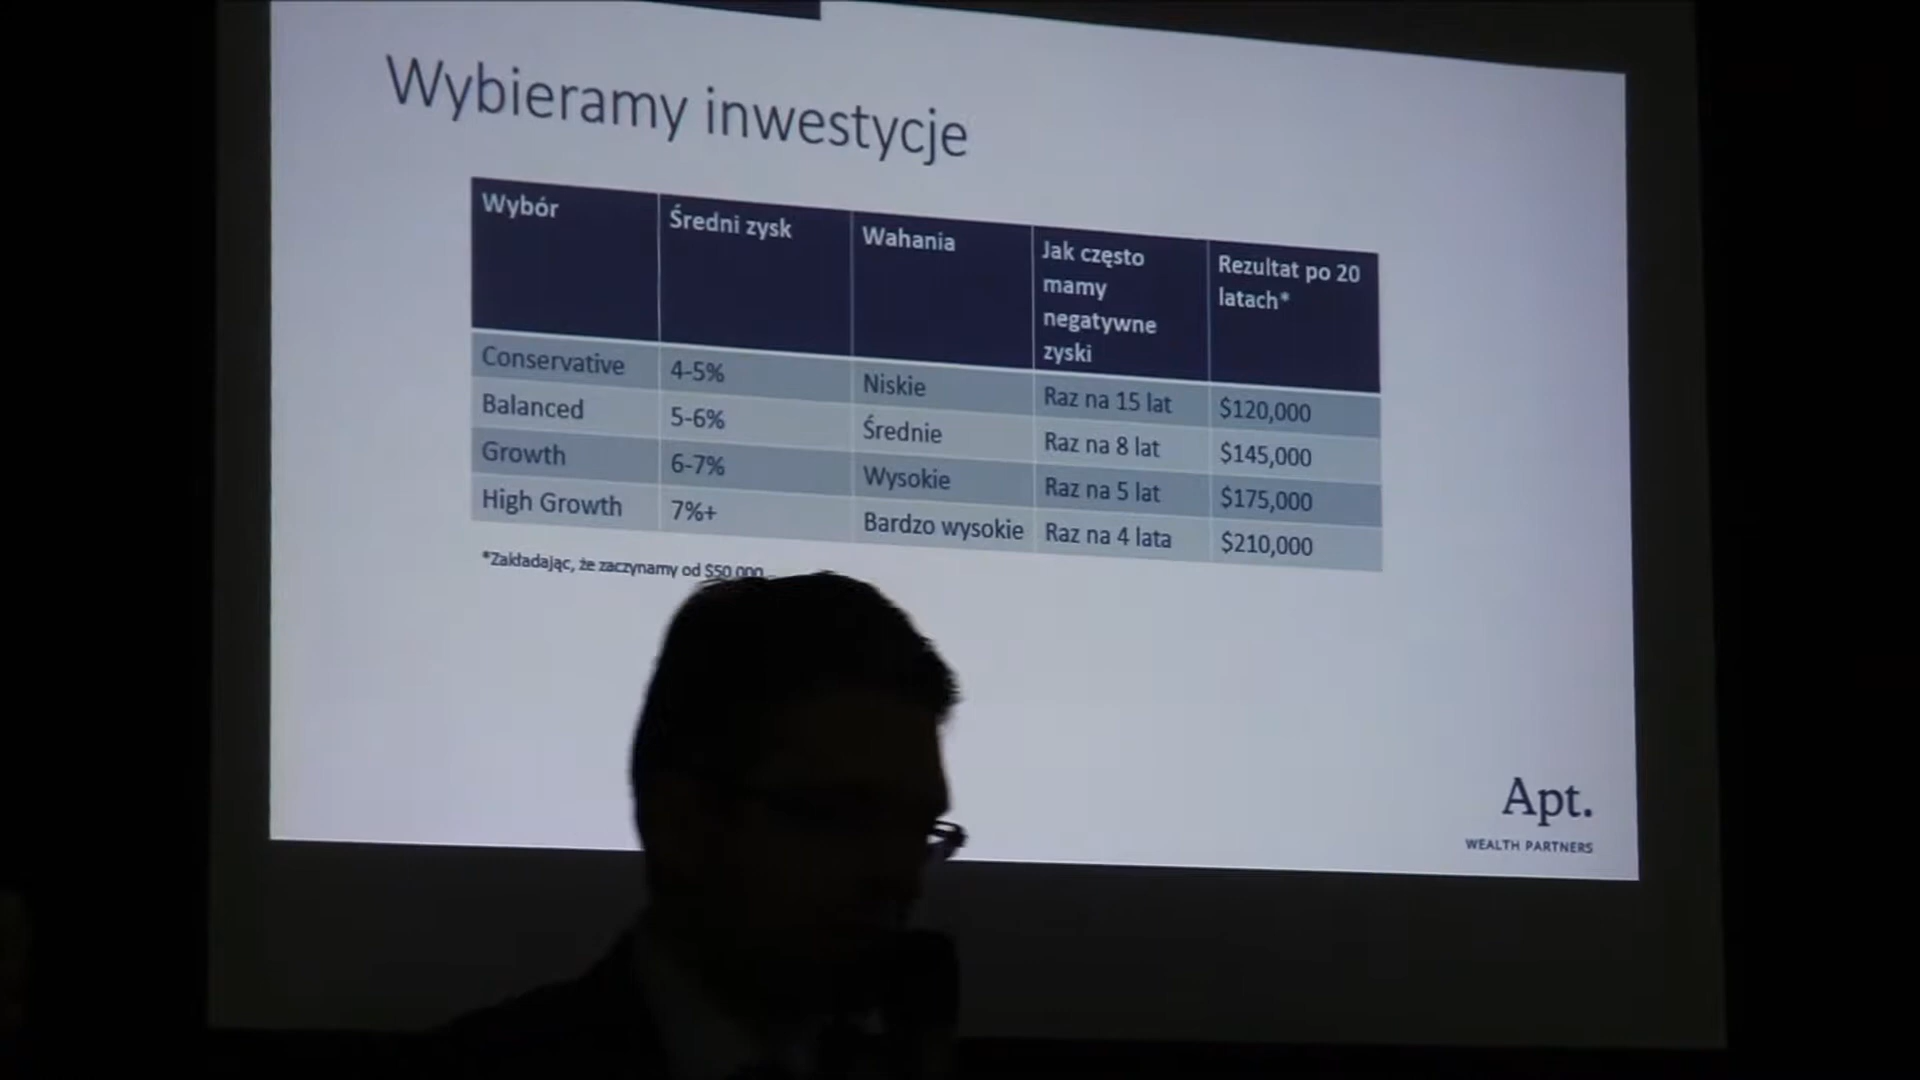 Wybieramy inwestycje
Wybór Średni zysk Wahania Jak często mamy negatywne zyski Rezultat po 20 latach*
Conservative 4-5% Niskie Raz na 15 lat $120,000
Balanced 5-6% Średnie Raz na 8 lat $145,000
Growth 6-7% Wysokie Raz na 5 lat $175,000
High Growth 7%+ Bardzo wysokie Raz na 4 lata $210,000
*Zakładając, że zaczynamy od $50,000
Apt.
WEALTH PARTNERS